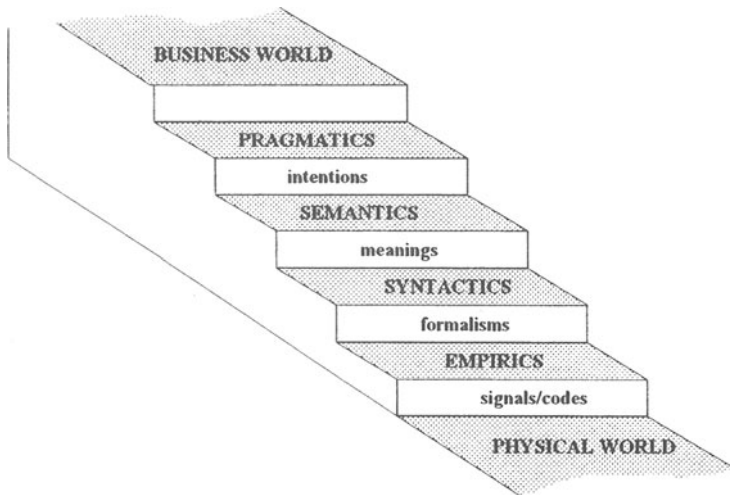 BUSINESS WORLD
PRAGMATICS
intentions
SEMANTICS
meanings
SYNTACTICS
formalisms
EMPIRICS
signals/codes
PHYSICAL WORLD